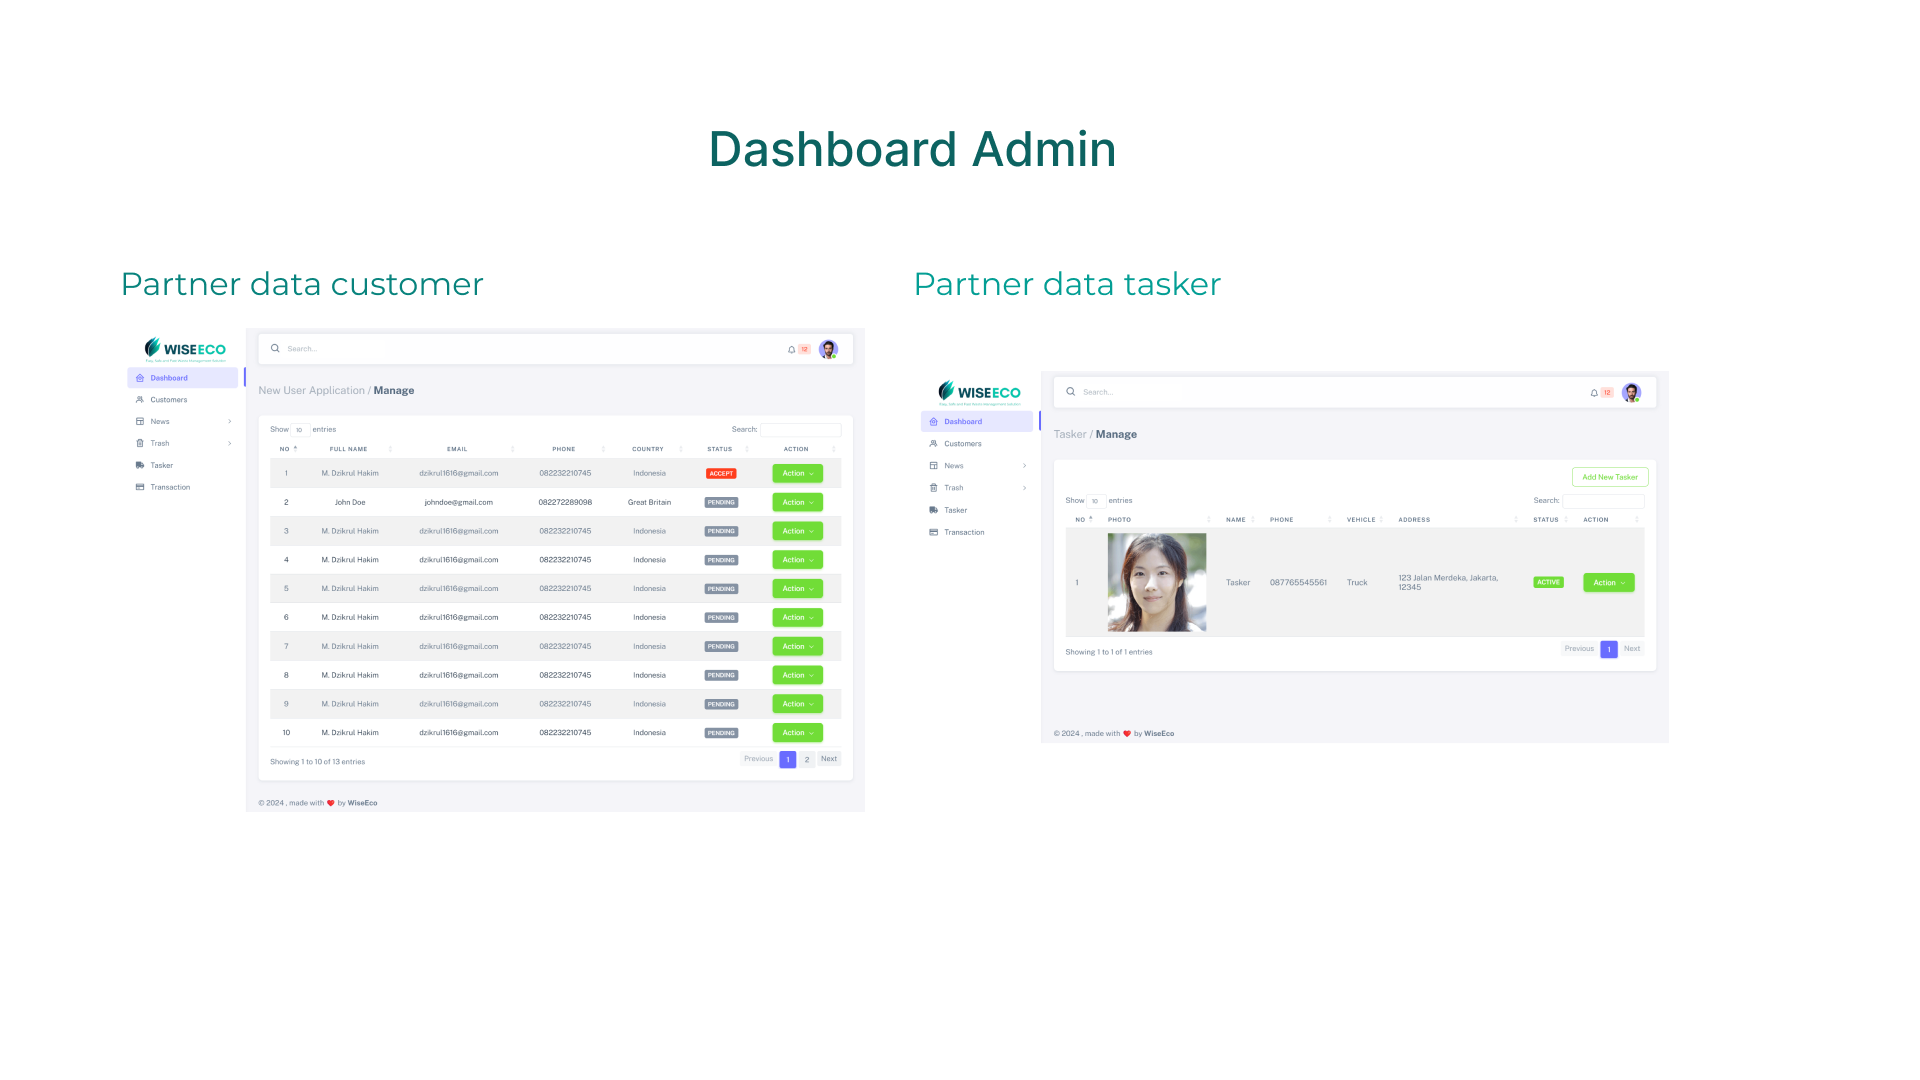 Dashboard Admin
Partner data customer
WISEECO
Dashboard
Customers
News
Trash
Tasker
Transaction
Search...
12
New User Application / Manage
Show 10 entries
Search:
NO FULL NAME EMAIL PHONE COUNTRY STATUS ACTION
1 M. Dzikrul Hakim dzikrul1616@gmail.com 082232210745 Indonesia ACCEPT Action
2 John Doe johndoe@gmail.com 082272289098 Great Britain PENDING Action
3 M. Dzikrul Hakim dzikrul1616@gmail.com 082232210745 Indonesia PENDING Action
4 M. Dzikrul Hakim dzikrul1616@gmail.com 082232210745 Indonesia PENDING Action
5 M. Dzikrul Hakim dzikrul1616@gmail.com 082232210745 Indonesia PENDING Action
6 M. Dzikrul Hakim dzikrul1616@gmail.com 082232210745 Indonesia PENDING Action
7 M. Dzikrul Hakim dzikrul1616@gmail.com 082232210745 Indonesia PENDING Action
8 M. Dzikrul Hakim dzikrul1616@gmail.com 082232210745 Indonesia PENDING Action
9 M. Dzikrul Hakim dzikrul1616@gmail.com 082232210745 Indonesia PENDING Action
10 M. Dzikrul Hakim dzikrul1616@gmail.com 082232210745 Indonesia PENDING Action
Showing 1 to 10 of 13 entries
Previous 1 2 Next
© 2024 , made with ❤️ by WiseEco
Partner data tasker
WISEECO
Dashboard
Customers
News
Trash
Tasker
Transaction
Search...
12
Tasker / Manage
Add New Tasker
Show 10 entries
Search:
NO PHOTO NAME PHONE VEHICLE ADDRESS STATUS ACTION
1 Tasker 087765545561 Truck 123 Jalan Merdeka, Jakarta, ACTIVE Action
12345
Showing 1 to 1 of 1 entries
Previous 1 Next
© 2024 , made with ❤️ by WiseEco